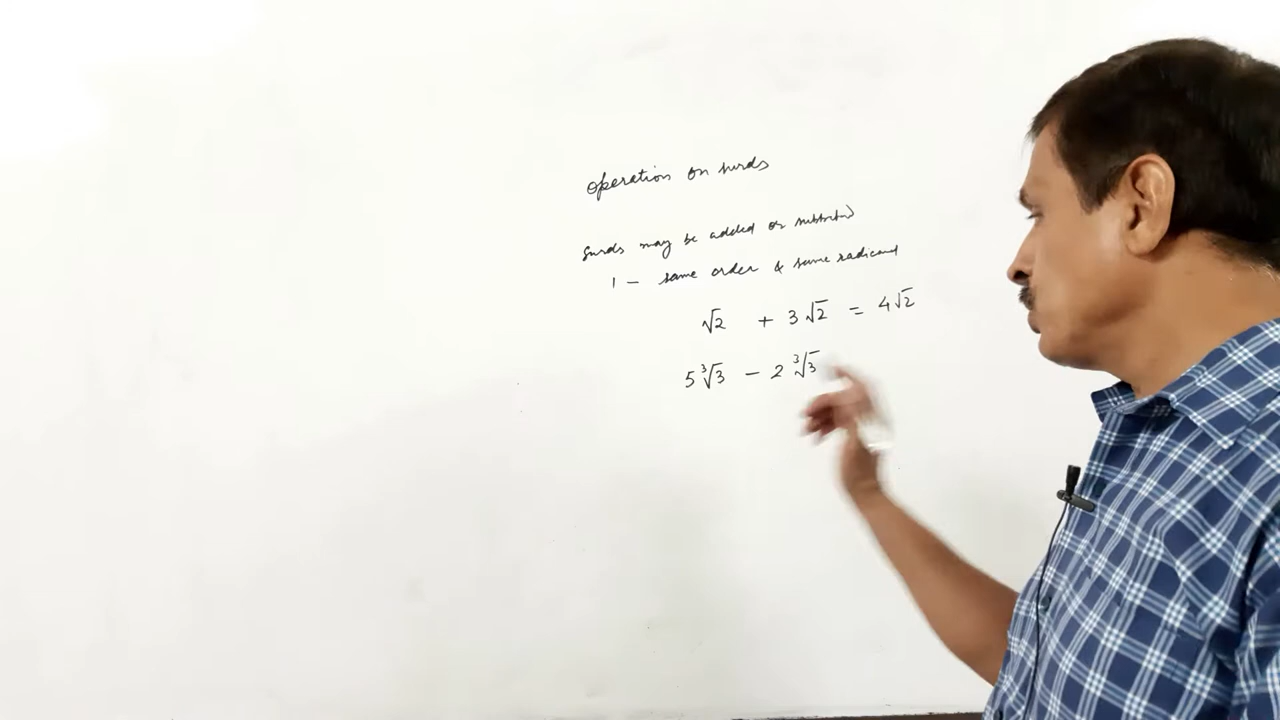 operation on surds
surds may be added or subtracted
1 - same order & same radicand
√2 + 3√2 = 4√2
5∛3 - 2∛3